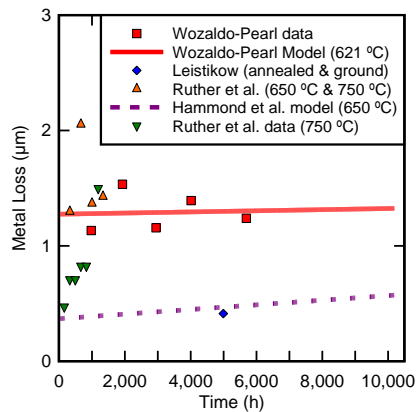 3
2
1
0
Metal Loss (µm)
Wozaldo-Pearl data
Wozaldo-Pearl Model (621 ºC)
Leistikow (annealed & ground)
Ruther et al. (650 ºC & 750 ºC)
Hammond et al. model (650 ºC)
Ruther et al. data (750 ºC)
0 2,000 4,000 6,000 8,000 10,000
Time (h)